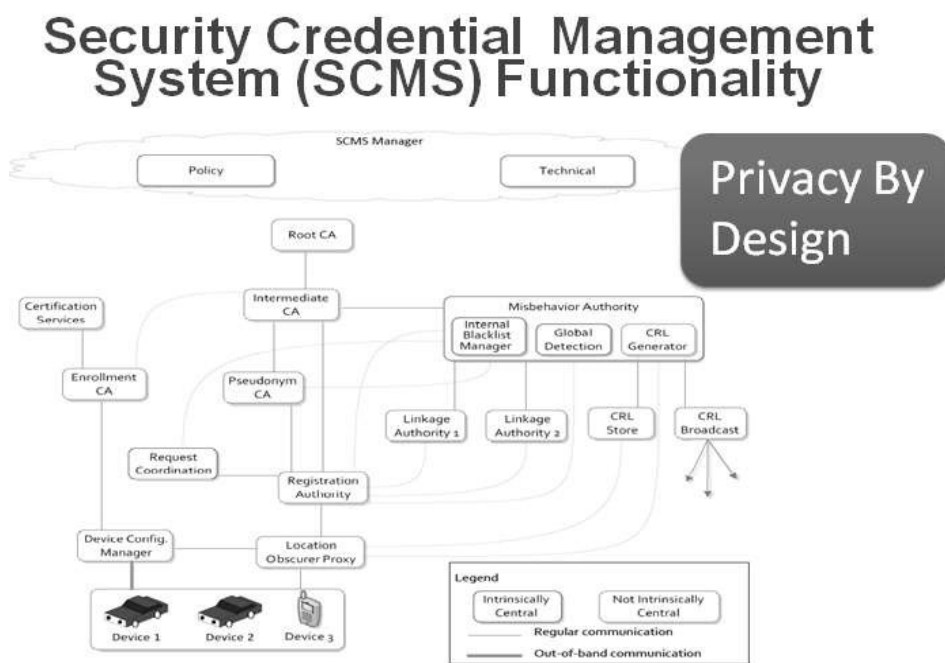 Security Credential Management
System (SCMS) Functionality
SCMS Manager
Policy
Technical
Privacy By
Design
Root CA
Intermediate
CA
Certification
Services
Misbehavior Authority
Internal
Blacklist
Manager
Global
Detection
CRL
Generator
Enrollment
CA
Pseudonym
CA
Linkage
Authority 1
Linkage
Authority 2
CRL
Store
CRL
Broadcast
Request
Coordination
Registration
Authority
Device Config.
Manager
Location
Obscurer Proxy
Device 1
Device 2
Device 3
Legend
Intrinsically
Central
Not Intrinsically
Central
Regular communication
Out-of-band communication